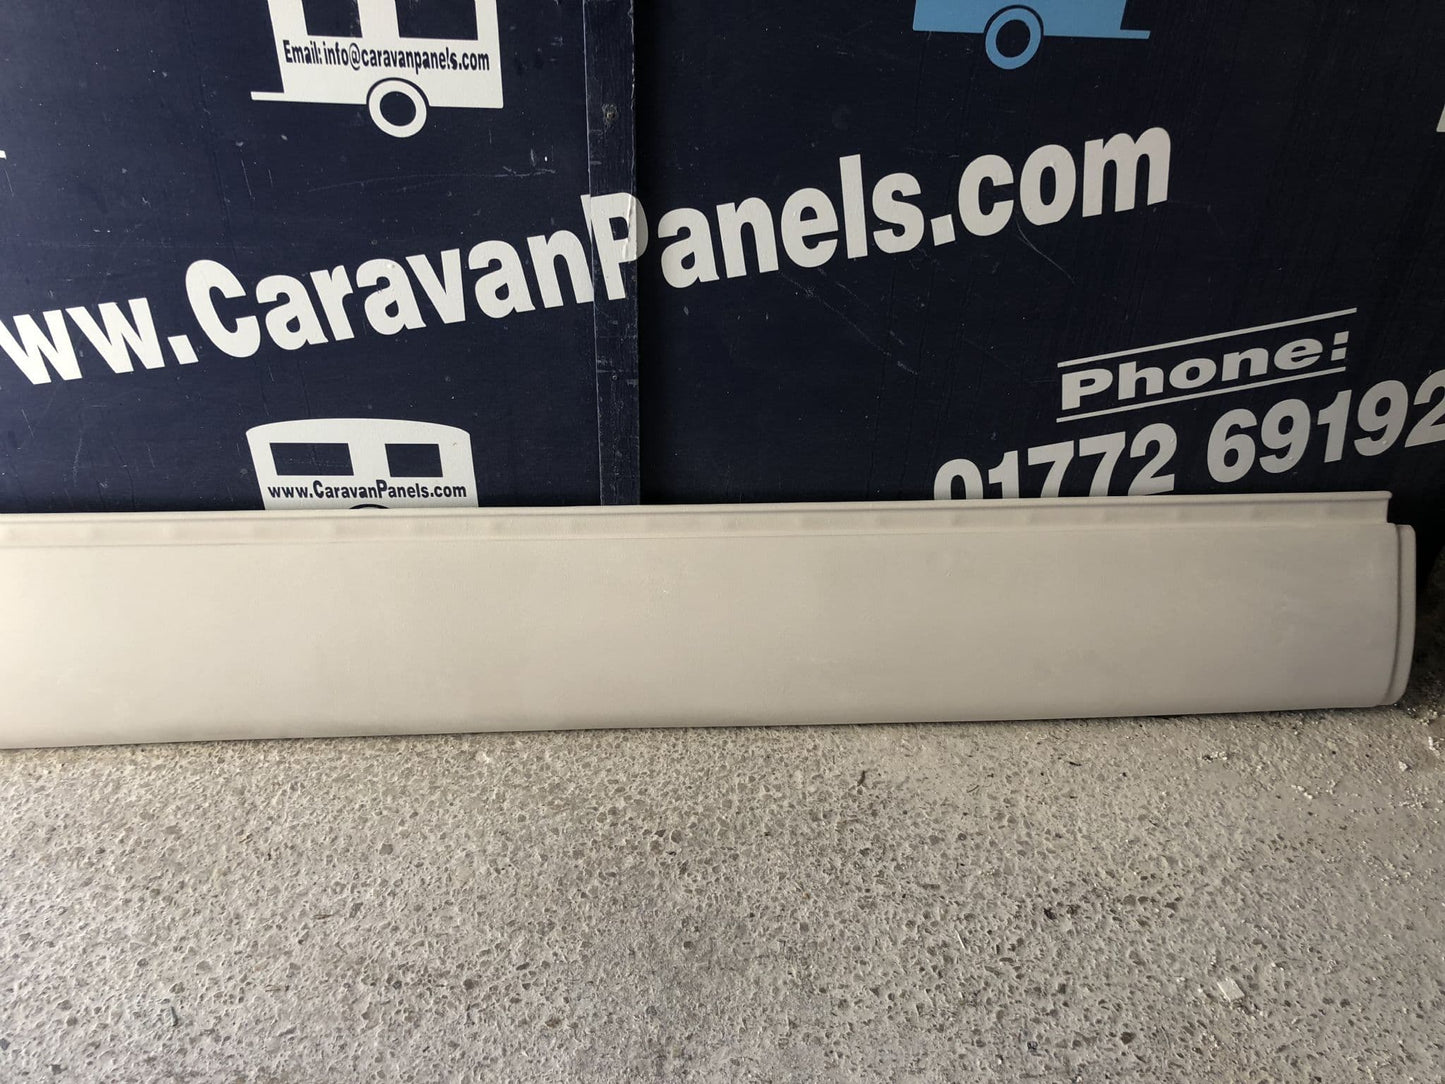 Email: info@caravanpanels.com
ww.CaravanPanels.com
Phone:
01772 69192
www.CaravanPanels.com